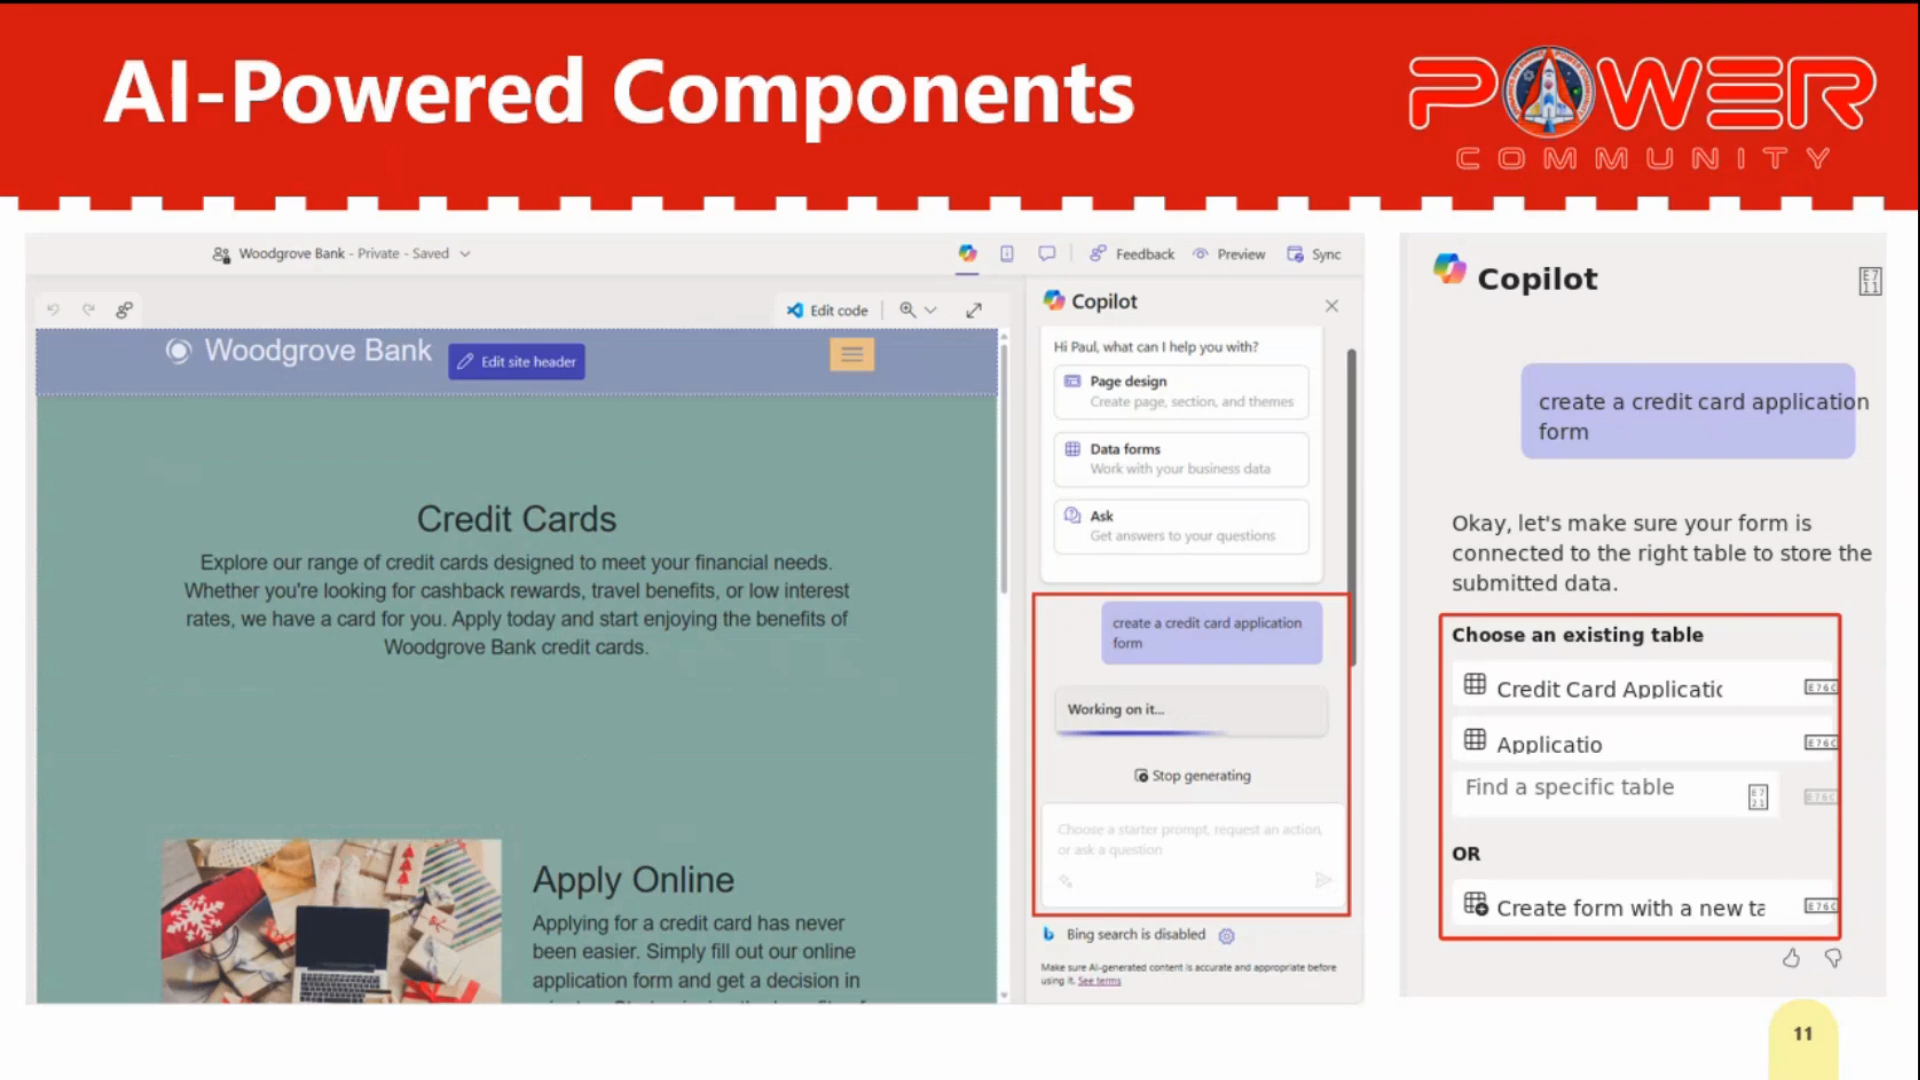 AI-Powered Components
POWER
COMMUNITY
Woodgrove Bank - Private - Saved
Feedback
Preview
Sync
Edit code
Woodgrove Bank
Edit site header
Credit Cards
Explore our range of credit cards designed to meet your financial needs.
Whether you're looking for cashback rewards, travel benefits, or low interest
rates, we have a card for you. Apply today and start enjoying the benefits of
Woodgrove Bank credit cards.
Apply Online
Applying for a credit card has never
been easier. Simply fill out our online
application form and get a decision in
Copilot
Hi Paul, what can I help you with?
Page design
Create page, section, and themes
Data forms
Work with your business data
Ask
Get answers to your questions
create a credit card application
form
Working on it...
Stop generating
Choose a starter prompt, request an action,
or ask a question
Bing search is disabled
Make sure AI-generated content is accurate and appropriate before
using it. See terms
Copilot
E7
11
create a credit card application
form
Okay, let's make sure your form is
connected to the right table to store the
submitted data.
Choose an existing table
Credit Card Applicatic
E76C
Applicatio
E76C
Find a specific table
E7
21
E76C
OR
Create form with a new ta
E76C
11